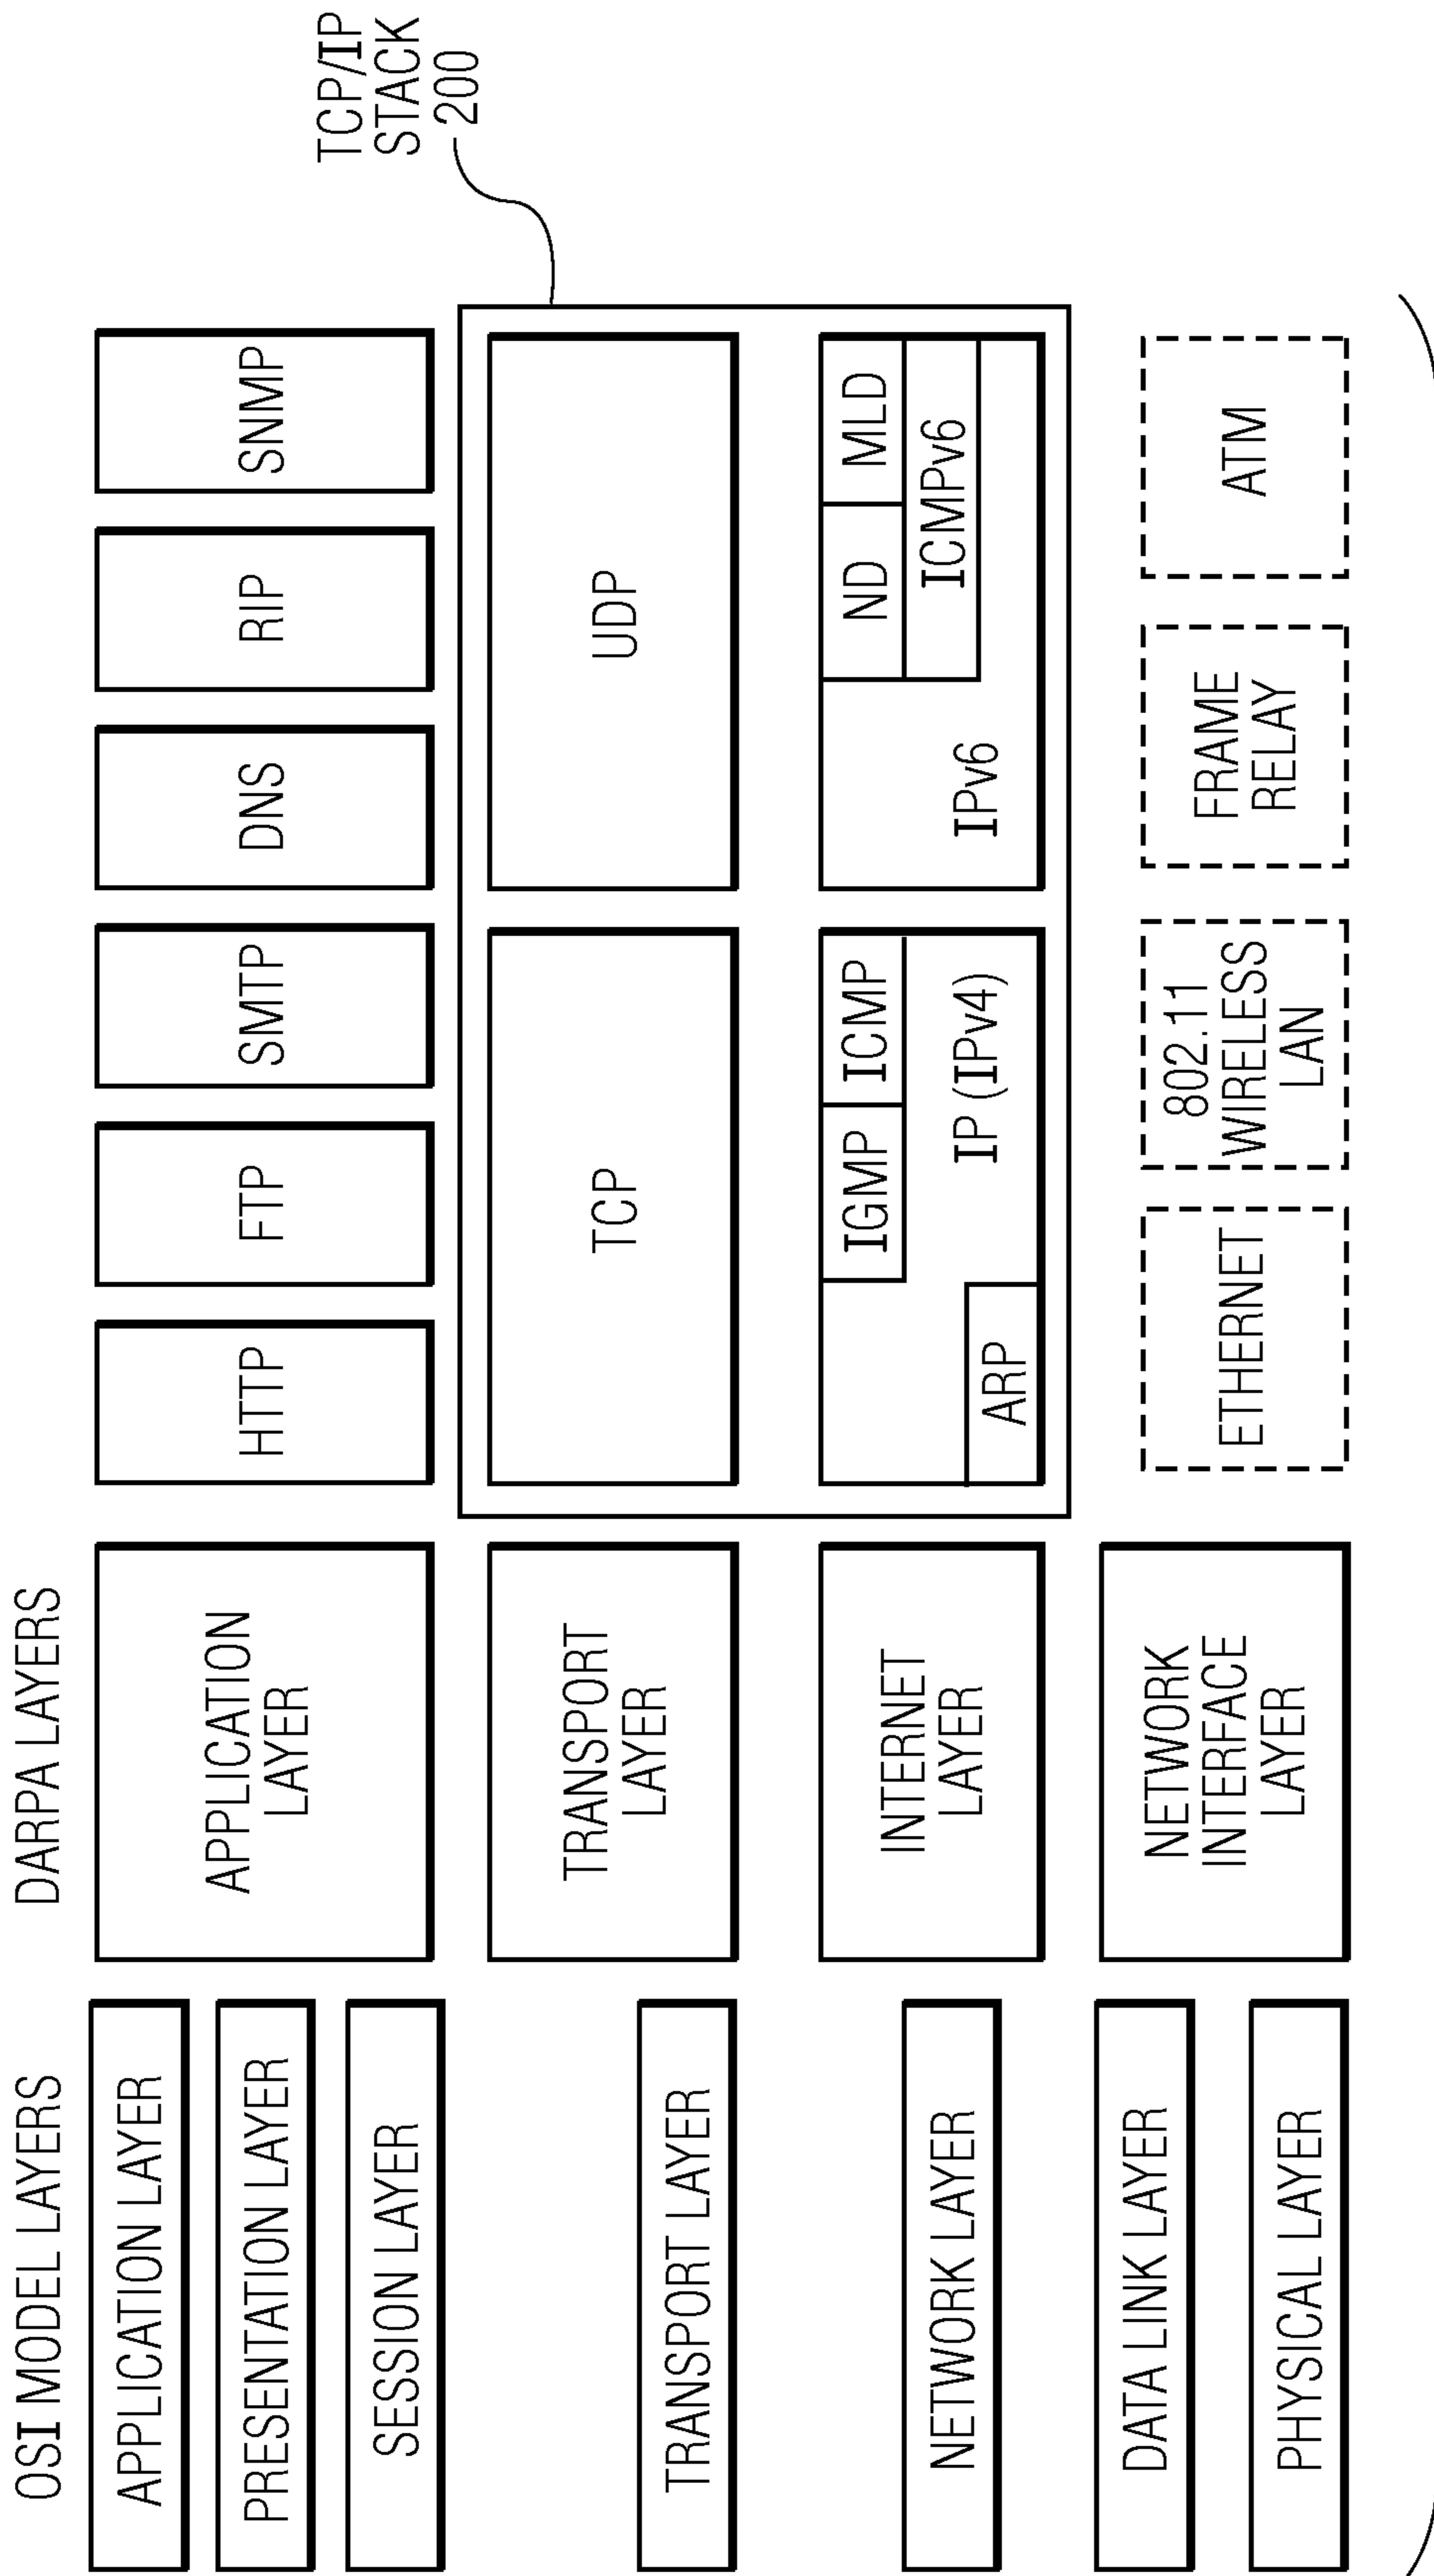 OSI MODEL LAYERS
DARPA LAYERS
TCP/IP
STACK
200
APPLICATION LAYER
PRESENTATION LAYER
SESSION LAYER
APPLICATION
LAYER
HTTP
FTP
SMTP
DNS
RIP
SNMP
TRANSPORT LAYER
TRANSPORT
LAYER
TCP
UDP
NETWORK LAYER
INTERNET
LAYER
ARP
IGMP
ICMP
IP (IPv4)
IPv6
ND
MLD
ICMPv6
DATA LINK LAYER
PHYSICAL LAYER
NETWORK
INTERFACE
LAYER
ETHERNET
802.11
WIRELESS
LAN
FRAME
RELAY
ATM